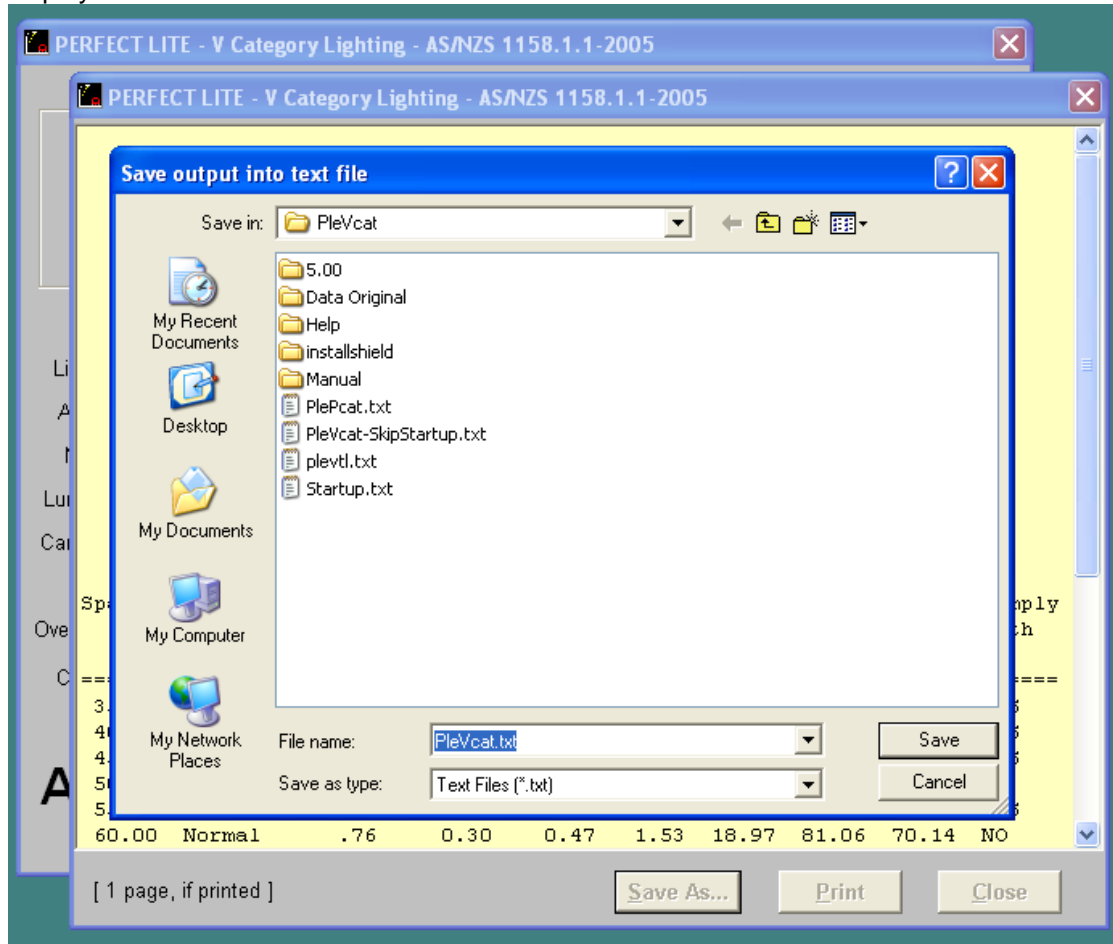 PERFECT LITE - V Category Lighting - AS/NZS 1158.1.1-2005
PERFECT LITE - V Category Lighting - AS/NZS 1158.1.1-2005
Save output into text file
Save in: PleVcat
My Recent Documents
Desktop
My Documents
My Computer
My Network Places
5.00
Data Original
Help
installshield
Manual
PlePcat.txt
PleVcat-SkipStartup.txt
plevtl.txt
Startup.txt
File name: PleVcat.txt Save
Save as type: Text Files (*.txt) Cancel
60.00 Normal .76 0.30 0.47 1.53 18.97 81.06 70.14 NO
[ 1 page, if printed ] Save As... Print Close